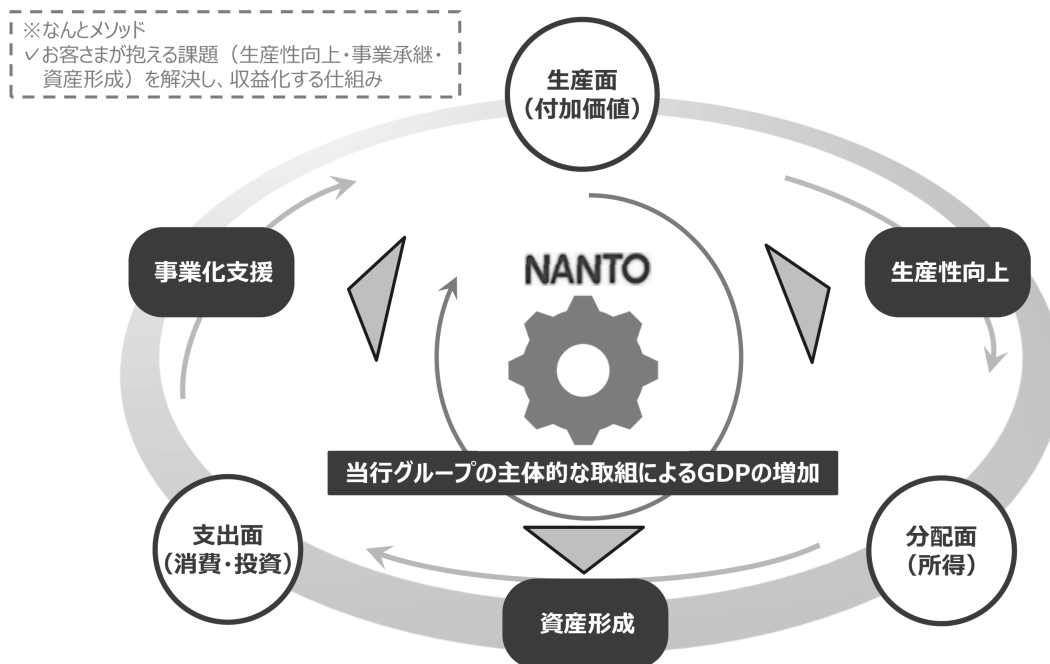 ※なんとメソッド
✓お客さまが抱える課題（生産性向上・事業承継・
資産形成）を解決し、収益化する仕組み
生産面
（付加価値）
事業化支援
NANTO
生産性向上
当行グループの主体的な取組によるGDPの増加
支出面
（消費・投資）
分配面
（所得）
資産形成